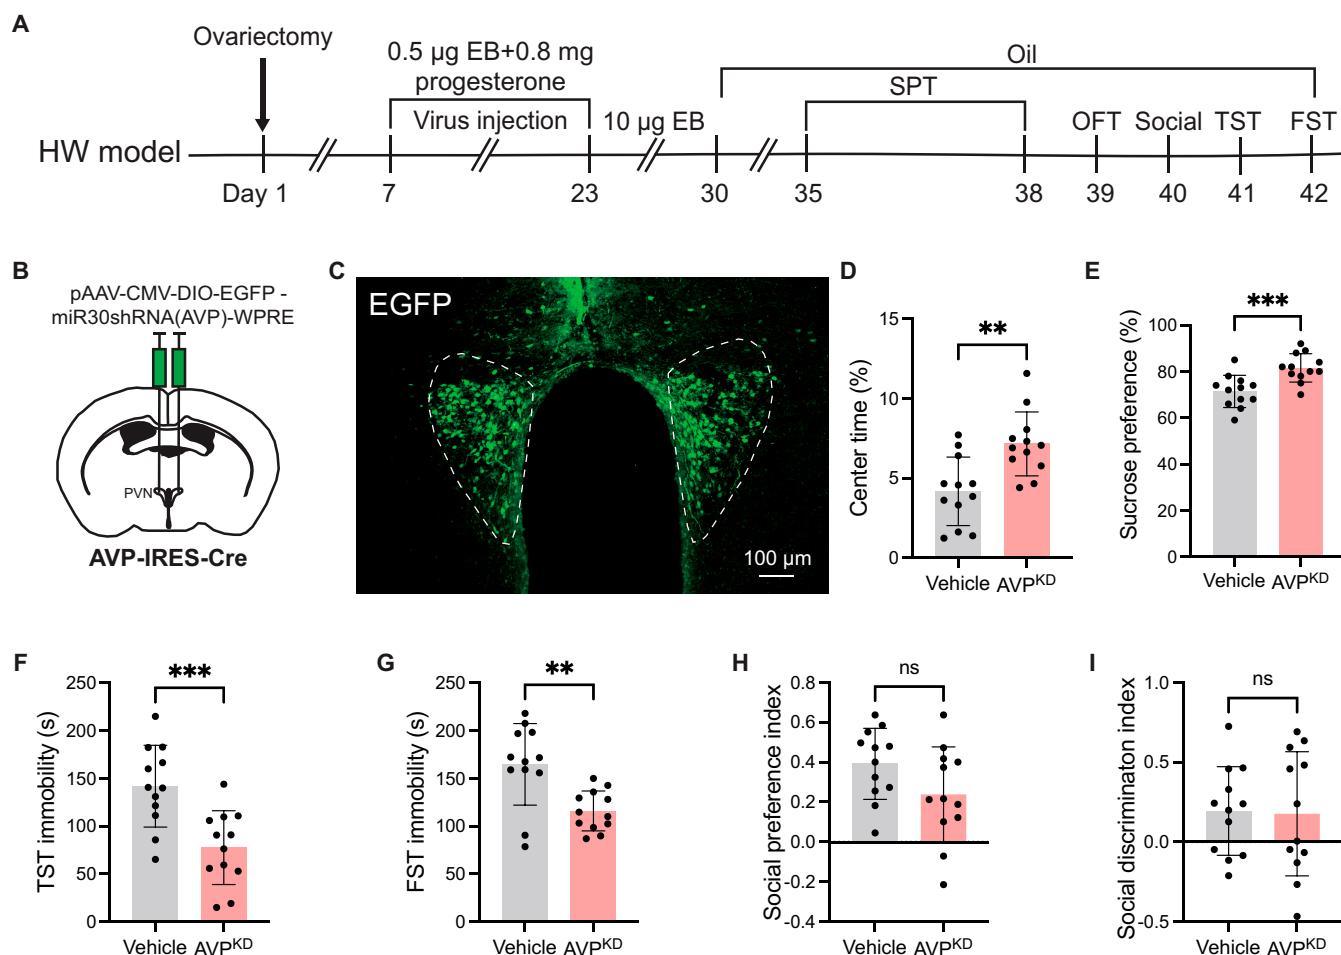 A
Ovariectomy
0.5 µg EB+0.8 mg
progesterone
Virus injection
10 µg EB
Oil
SPT
OFT Social TST FST
HW model
Day 1 7 23 30 35 38 39 40 41 42
B
pAAV-CMV-DIO-EGFP -
miR30shRNA(AVP)-WPRE
PVN
AVP-IRES-Cre
C
EGFP
100 µm
D
Center time (%)
15
10
5
0
**
Vehicle AVPKD
E
Sucrose preference (%)
100
80
60
40
20
0
***
Vehicle AVPKD
F
TST immobility (s)
250
200
150
100
50
0
***
Vehicle AVPKD
G
FST immobility (s)
250
200
150
100
50
0
**
Vehicle AVPKD
H
Social preference index
0.8
0.6
0.4
0.2
0.0
-0.2
-0.4
ns
Vehicle AVPKD
I
Social discriminaton index
1.0
0.5
0.0
-0.5
ns
Vehicle AVPKD